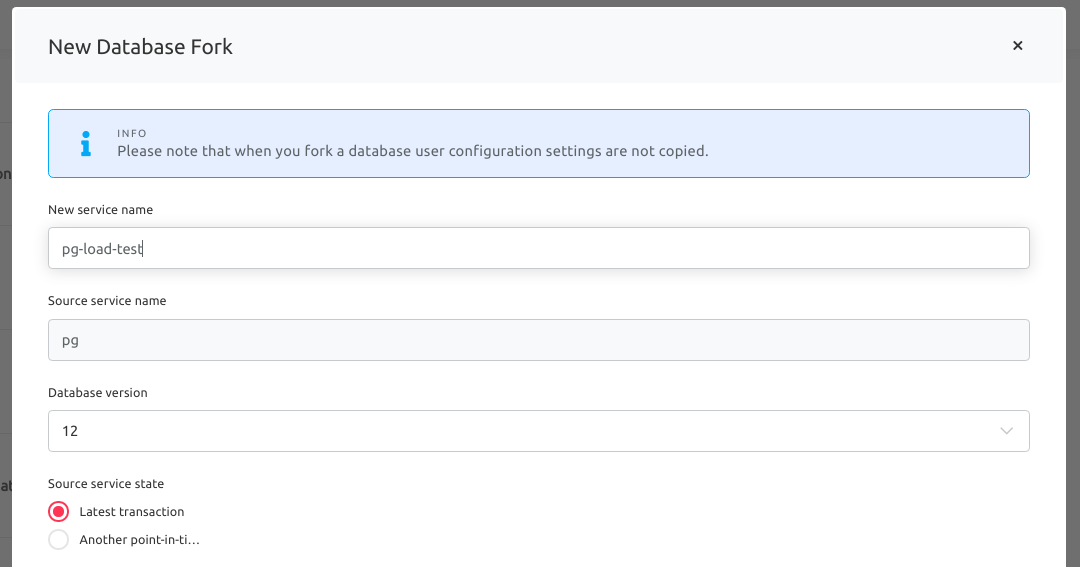 New Database Fork
INFO
Please note that when you fork a database user configuration settings are not copied.
New service name
pg-load-test
Source service name
pg
Database version
12
Source service state
Latest transaction
Another point-in-ti…